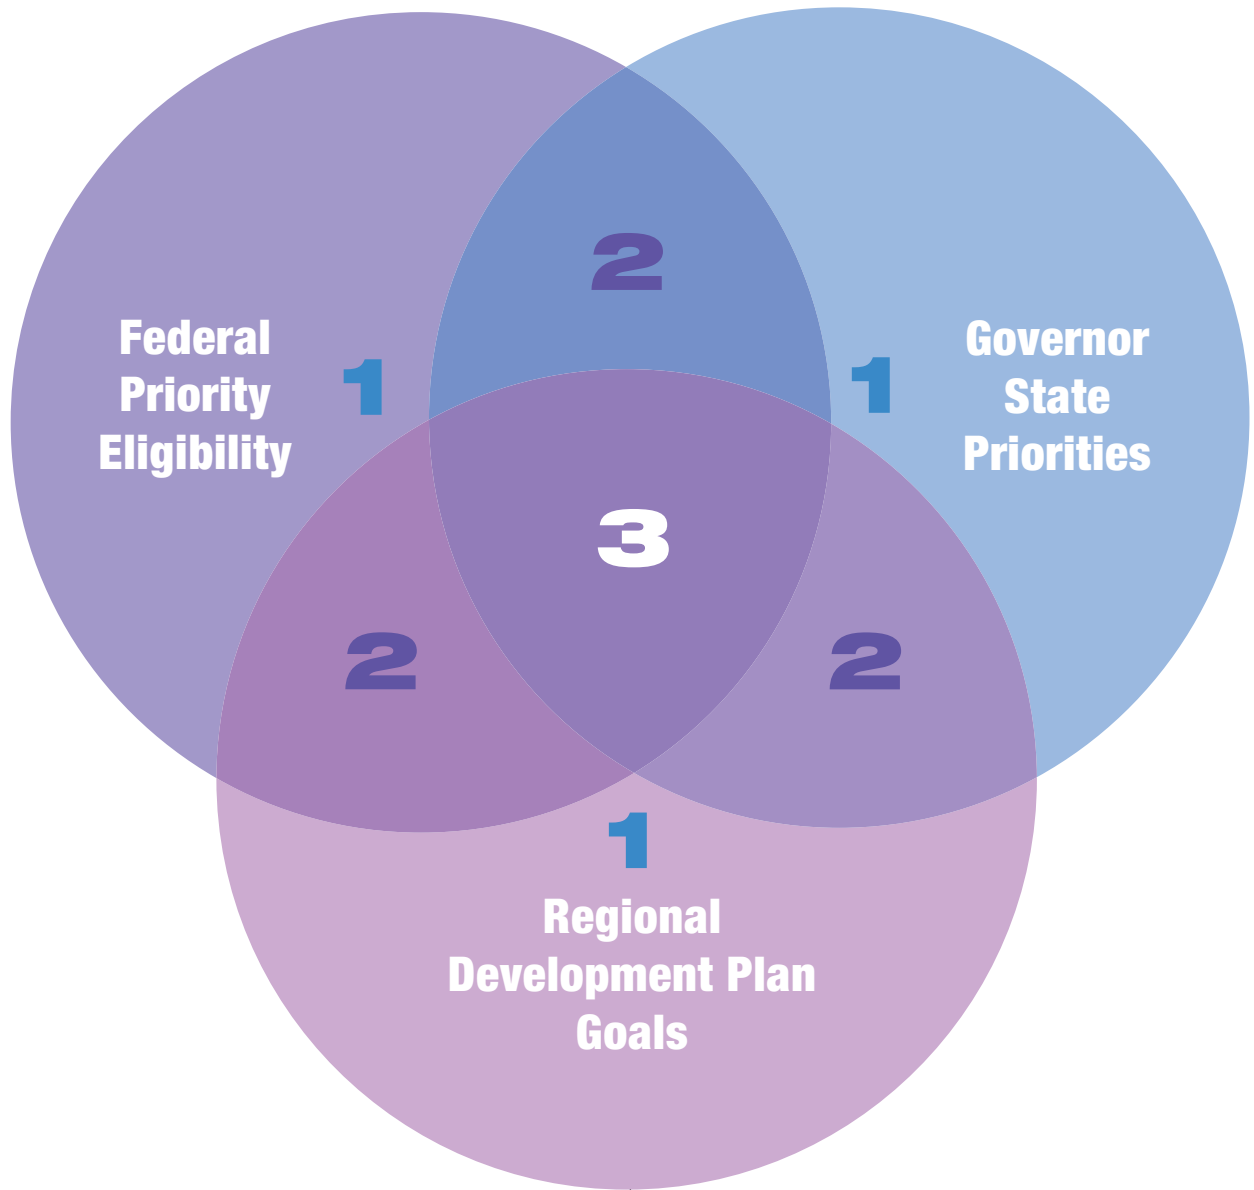 2
Federal
Priority
Eligibility
1
1
Governor
State
Priorities
3
2
2
1
Regional
Development Plan
Goals